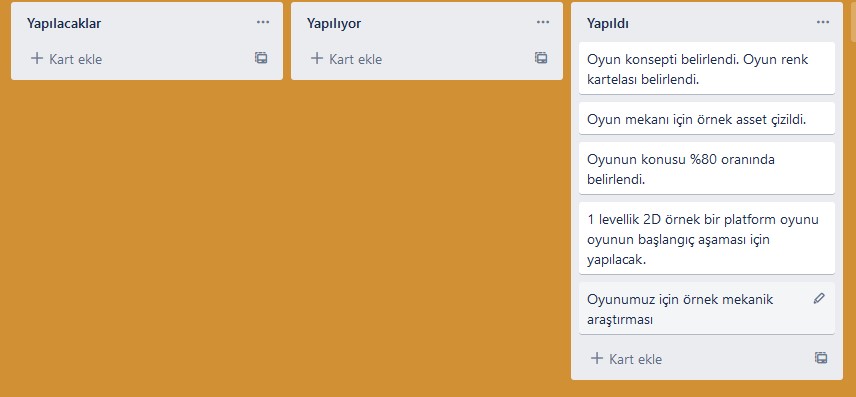 Yapılacaklar
+ Kart ekle
Yapılıyor
+ Kart ekle
Yapıldı
Oyun konsepti belirlendi. Oyun renk
kartelası belirlendi.
Oyun mekanı için örnek asset çizildi.
Oyunun konusu %80 oranında
belirlendi.
1 levellik 2D örnek bir platform oyunu
oyunun başlangıç aşaması için
yapılacak.
Oyunumuz için örnek mekanik
araştırması
+ Kart ekle